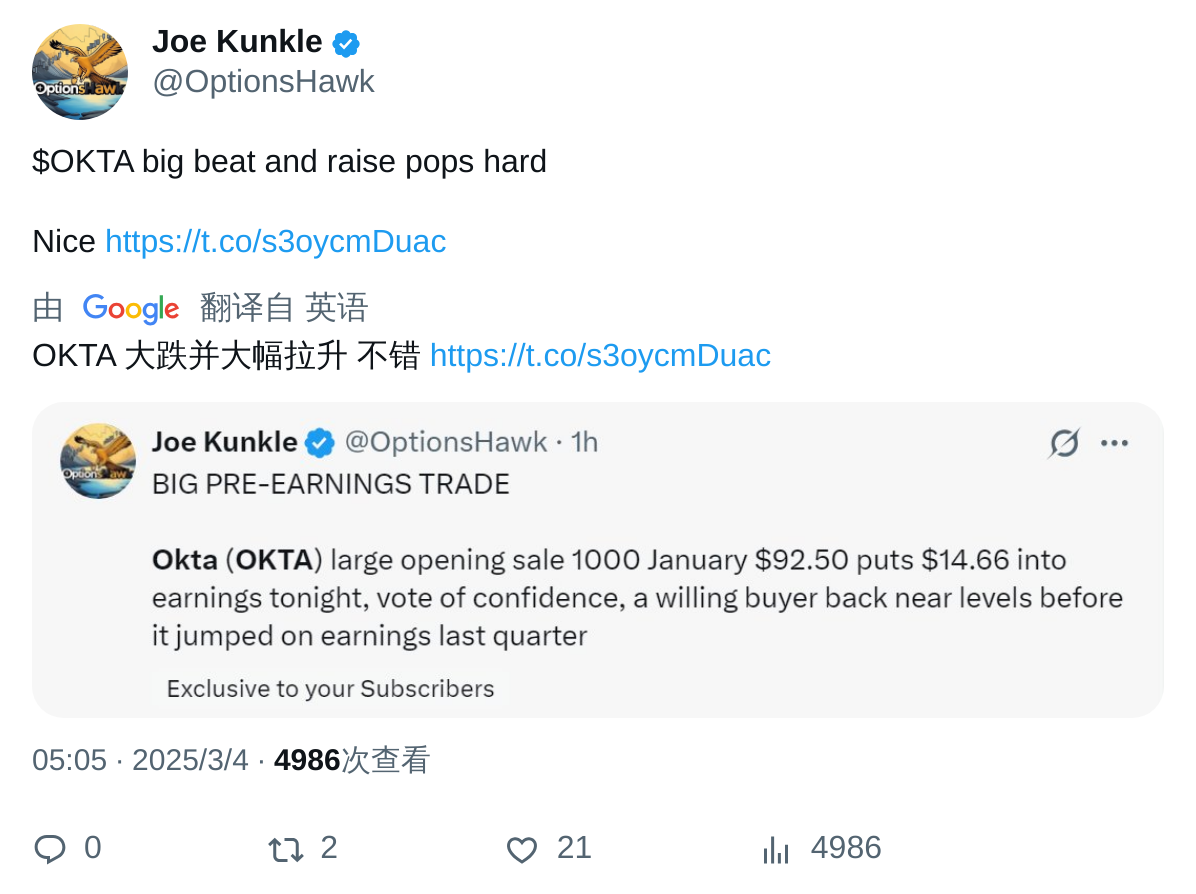 Joe Kunkle
@OptionsHawk
$OKTA big beat and raise pops hard
Nice https://t.co/s3oycmDuac
由 Google 翻译自 英语
OKTA 大跌并大幅拉升 不错 https://t.co/s3oycmDuac
Joe Kunkle @OptionsHawk · 1h
BIG PRE-EARNINGS TRADE
Okta (OKTA) large opening sale 1000 January $92.50 puts $14.66 into
earnings tonight, vote of confidence, a willing buyer back near levels before
it jumped on earnings last quarter
Exclusive to your Subscribers
05:05 · 2025/3/4 · 4986次查看
0 2 21 4986